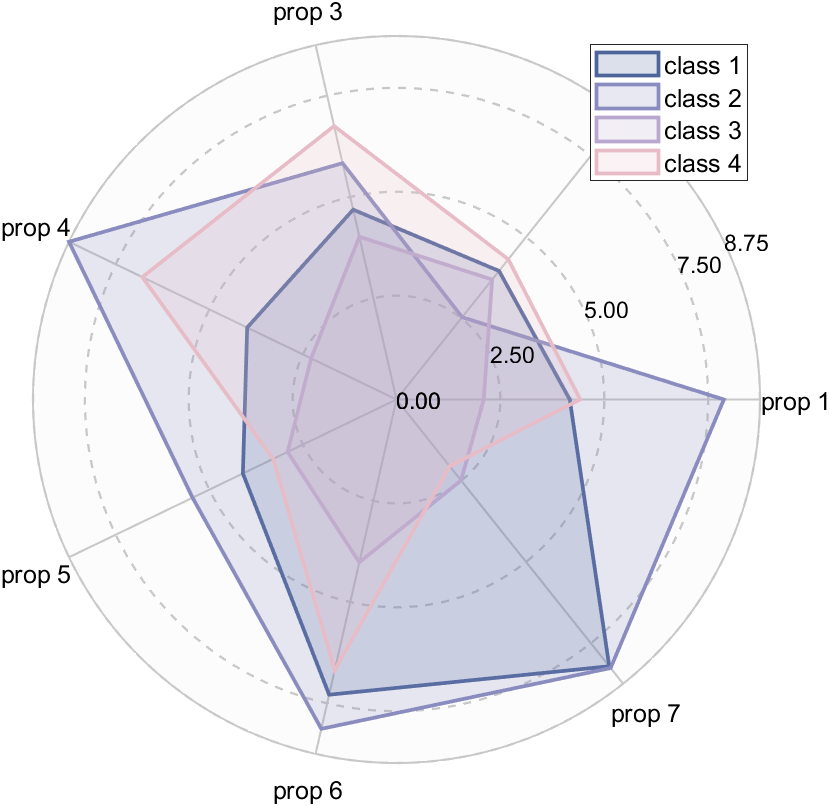 prop 3
class 1
class 2
class 3
class 4
prop 4
8.75
7.50
5.00
2.50
0.00
prop 1
prop 5
prop 7
prop 6